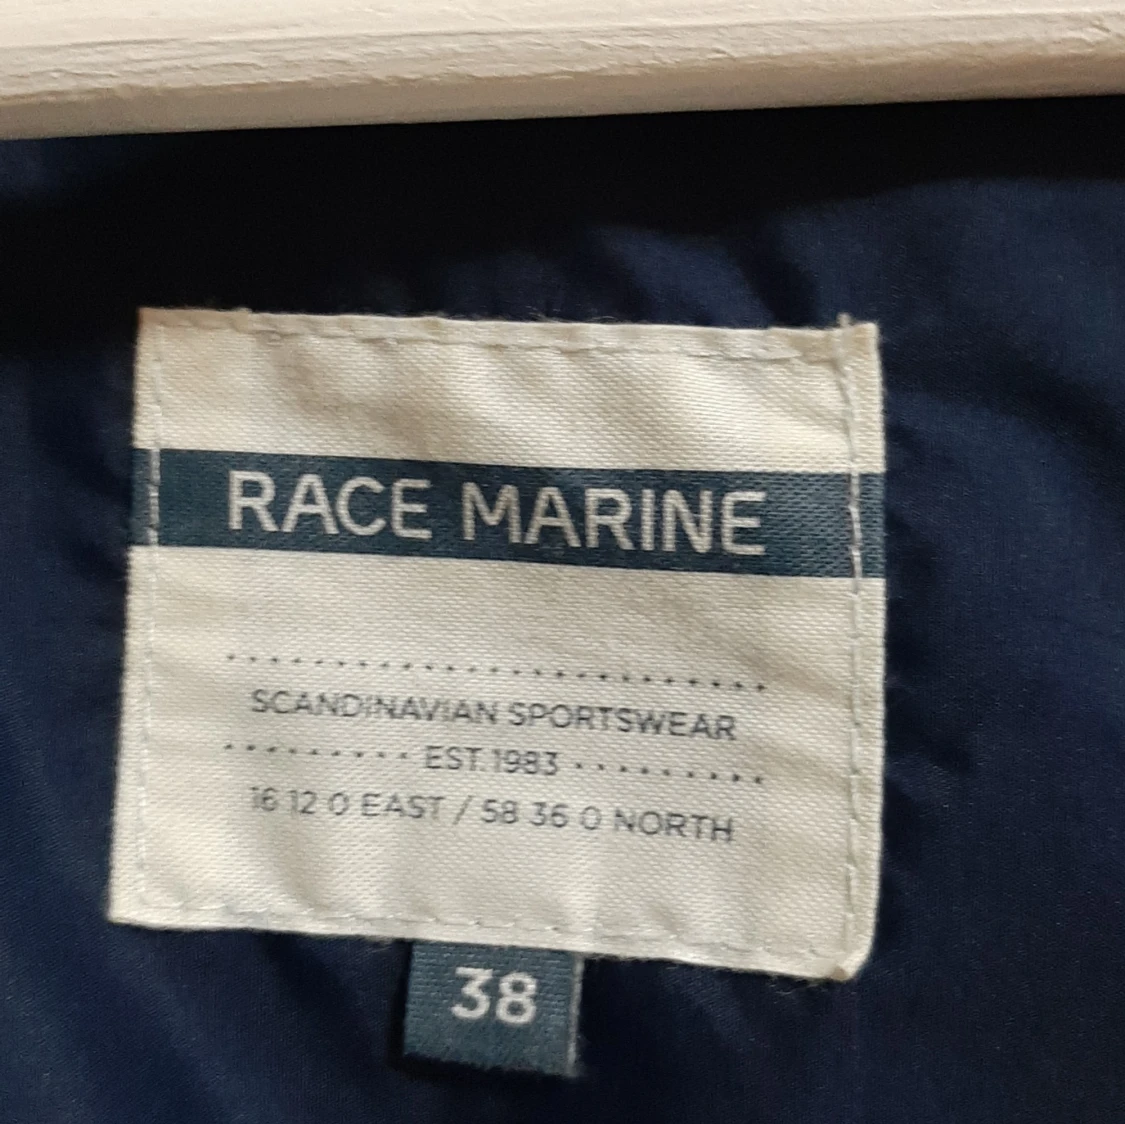 RACE MARINE
SCANDINAVIAN SPORTSWEAR
EST. 1983
16 12 0 EAST / 58 36 0 NORTH
38